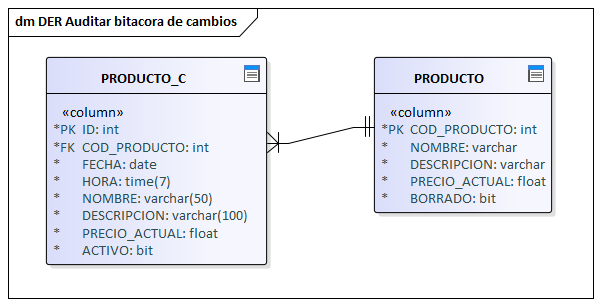 dm DER Auditar bitacora de cambios
PRODUCTO_C
«column»
*PK ID: int
*FK COD_PRODUCTO: int
* FECHA: date
* HORA: time(7)
* NOMBRE: varchar(50)
* DESCRIPCION: varchar(100)
* PRECIO_ACTUAL: float
* ACTIVO: bit
PRODUCTO
«column»
*PK COD_PRODUCTO: int
* NOMBRE: varchar
* DESCRIPCION: varchar
* PRECIO_ACTUAL: float
* BORRADO: bit